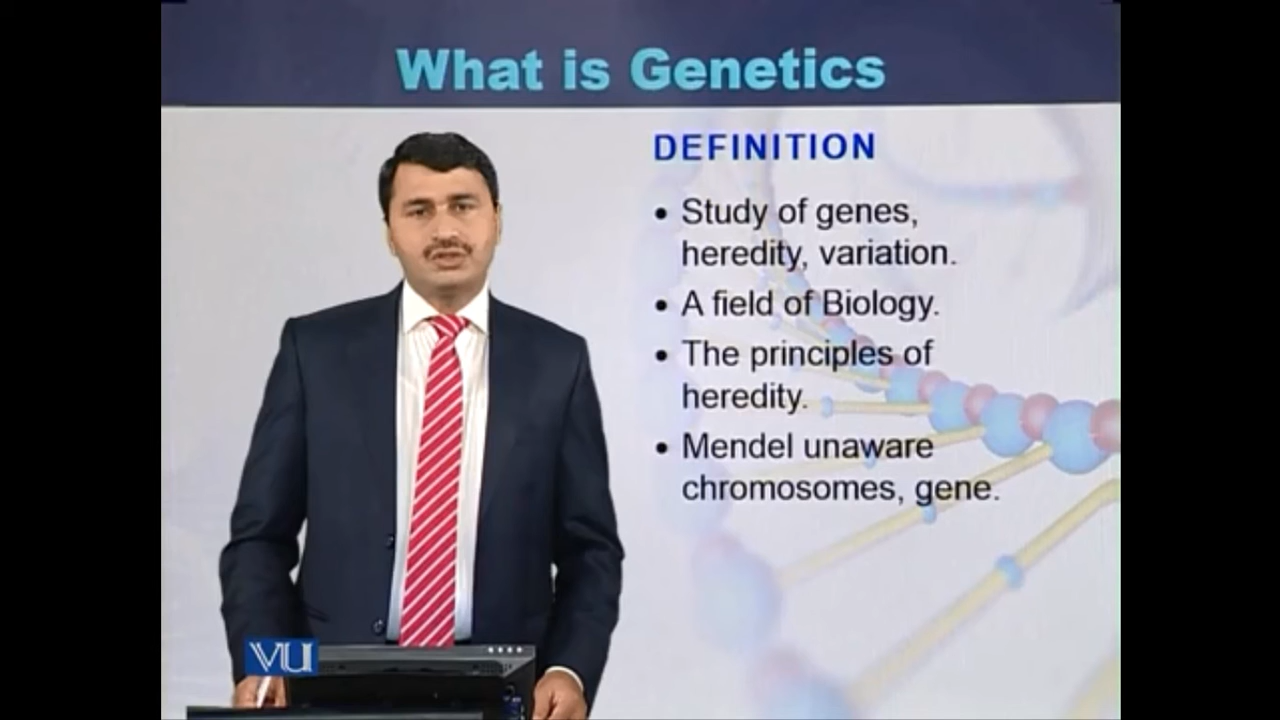 What is Genetics
DEFINITION
• Study of genes,
heredity, variation.
• A field of Biology.
• The principles of
heredity.
• Mendel unaware
chromosomes, gene.
VU